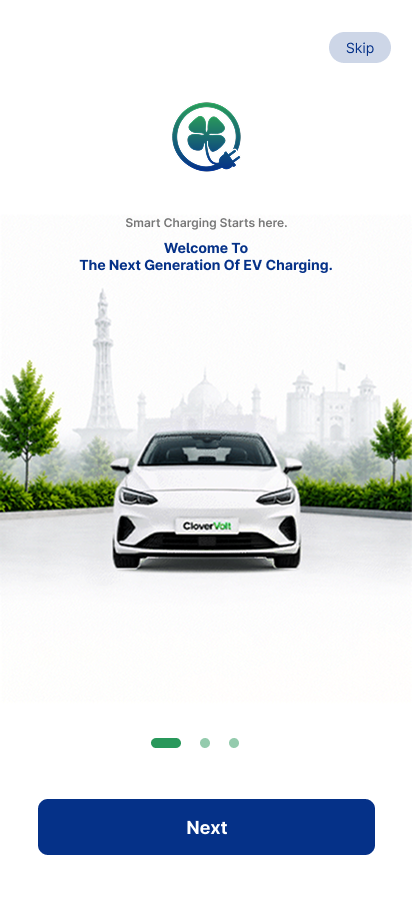 Skip
Smart Charging Starts here.
Welcome To
The Next Generation Of EV Charging.
CloverVolt
Next